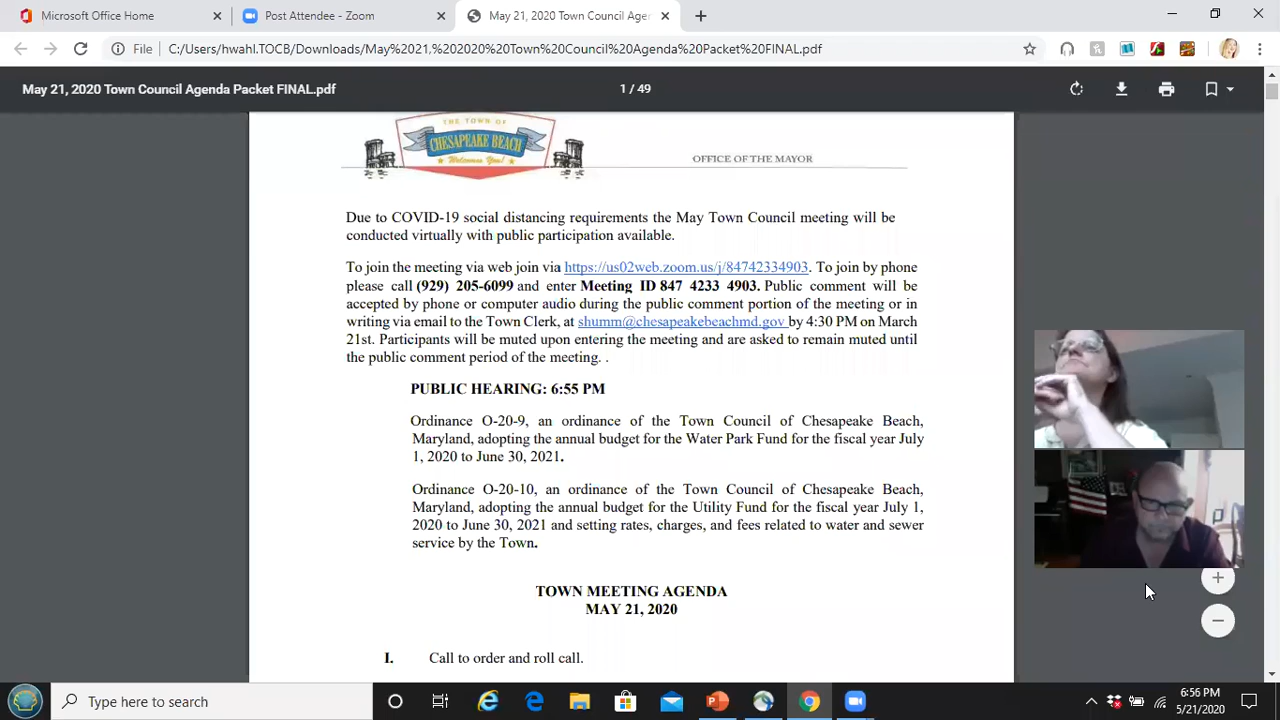 Microsoft Office Home
Post Attendee - Zoom
May 21, 2020 Town Council Agen
File C:/Users/hwahl.TOCB/Downloads/May%2021,%202020%20Town%20Council%20Agenda%20Packet%20FINAL.pdf
May 21, 2020 Town Council Agenda Packet FINAL.pdf
1 / 49
THE TOWN OF
CHESAPEAKE BEACH
Welcomes You!
OFFICE OF THE MAYOR
Due to COVID-19 social distancing requirements the May Town Council meeting will be
conducted virtually with public participation available.
To join the meeting via web join via https://us02web.zoom.us/j/84742334903. To join by phone
please call (929) 205-6099 and enter Meeting ID 847 4233 4903. Public comment will be
accepted by phone or computer audio during the public comment portion of the meeting or in
writing via email to the Town Clerk, at shumm@chesapeakebeachmd.gov by 4:30 PM on March
21st. Participants will be muted upon entering the meeting and are asked to remain muted until
the public comment period of the meeting. .
PUBLIC HEARING: 6:55 PM
Ordinance O-20-9, an ordinance of the Town Council of Chesapeake Beach,
Maryland, adopting the annual budget for the Water Park Fund for the fiscal year July
1, 2020 to June 30, 2021.
Ordinance O-20-10, an ordinance of the Town Council of Chesapeake Beach,
Maryland, adopting the annual budget for the Utility Fund for the fiscal year July 1,
2020 to June 30, 2021 and setting rates, charges, and fees related to water and sewer
service by the Town.
TOWN MEETING AGENDA
MAY 21, 2020
I. Call to order and roll call.
Type here to search
6:56 PM
5/21/2020